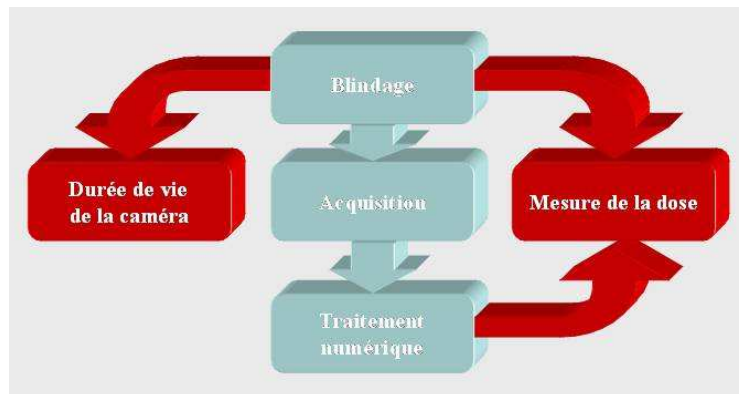 Blindage
Durée de vie
de la caméra
Acquisition
Mesure de la dose
Traitement
numérique